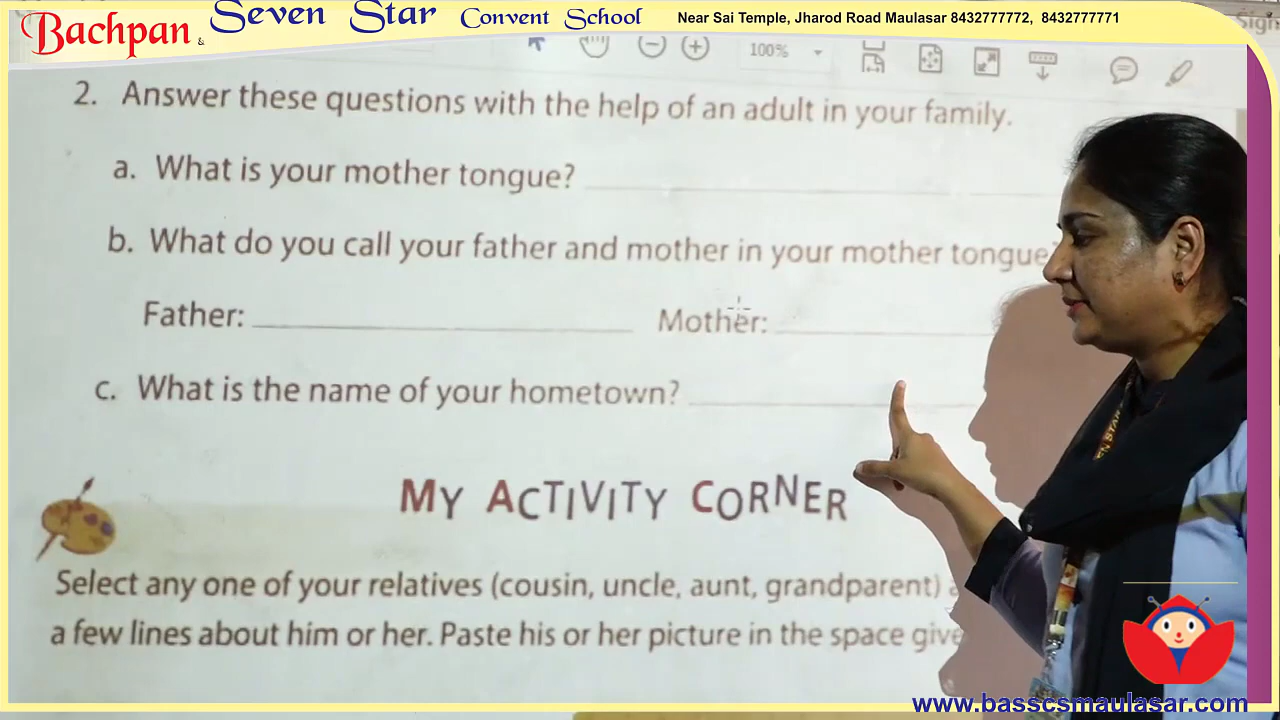 Bachpan & Seven Star Convent School Near Sai Temple, Jharod Road Maulasar 8432777772, 8432777771
Sign
100%
2. Answer these questions with the help of an adult in your family.
a. What is your mother tongue?
b. What do you call your father and mother in your mother tongue
Father: Mother:
c. What is the name of your hometown?
MY ACTIVITY CORNER
Select any one of your relatives (cousin, uncle, aunt, grandparent)
a few lines about him or her. Paste his or her picture in the space give
EN STAR
www.basscsmaulasar.com